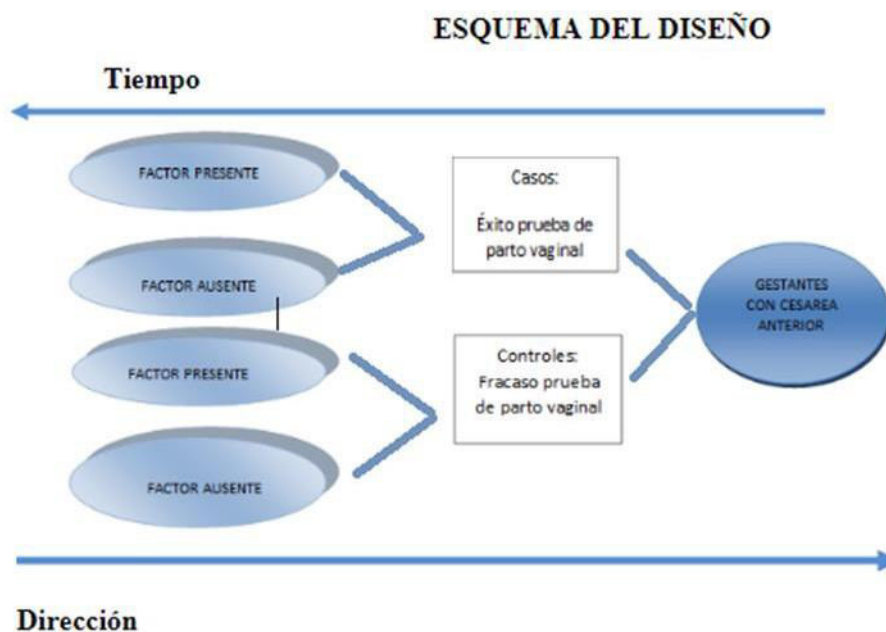 ESQUEMA DEL DISEÑO
Tiempo
FACTOR PRESENTE
FACTOR AUSENTE
FACTOR PRESENTE
FACTOR AUSENTE
Casos:
Éxito prueba de
parto vaginal
Controles:
Fracaso prueba
de parto vaginal
GESTANTES
CON CESAREA
ANTERIOR
Dirección